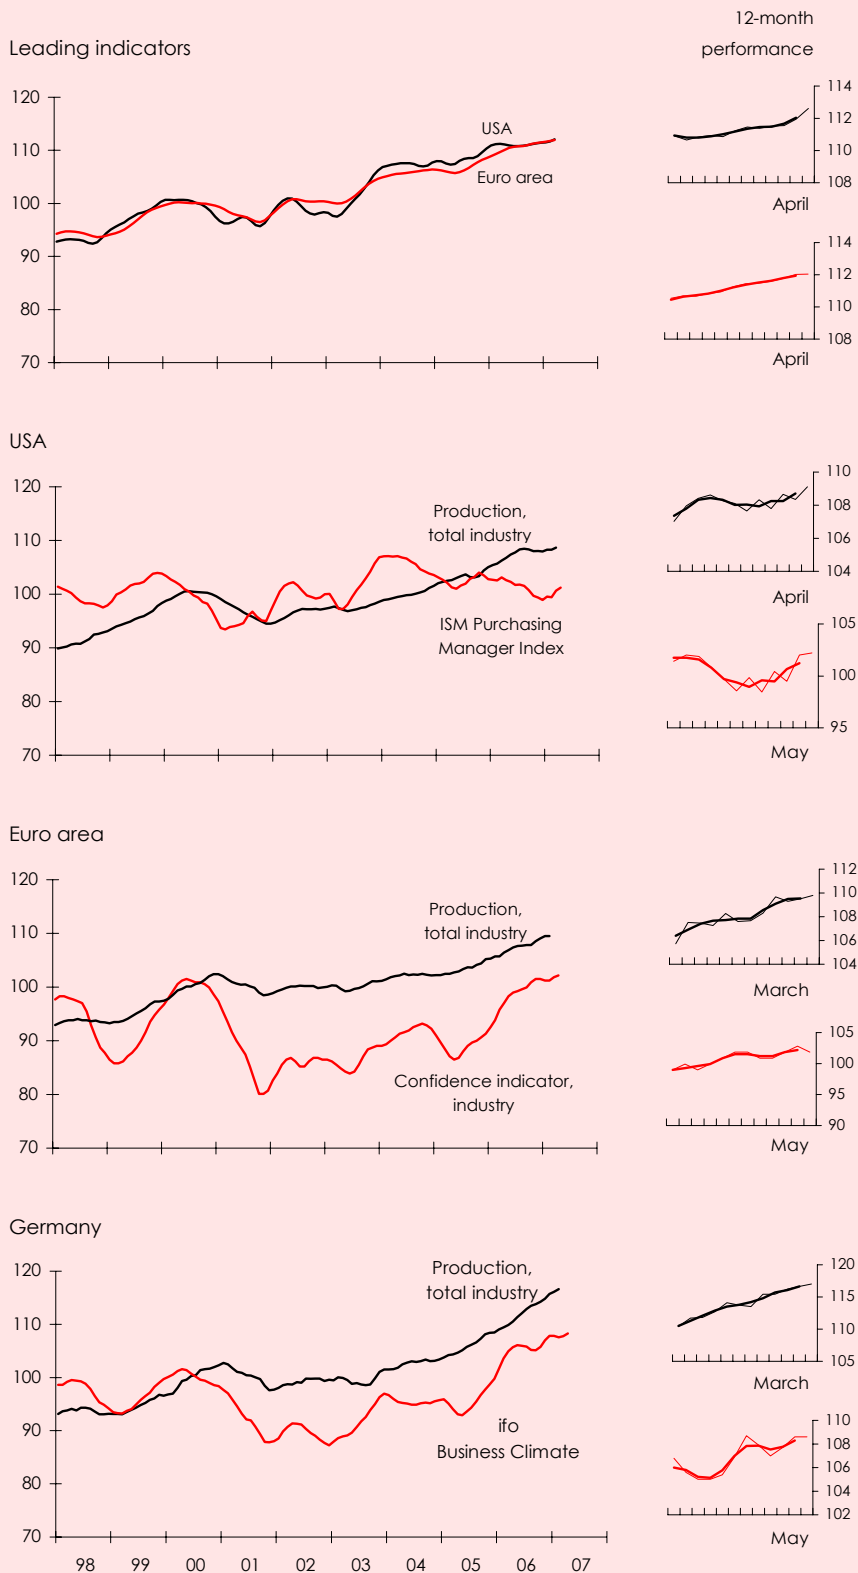 12-month
performance
Leading indicators
120
110
100
90
80
70
USA
Euro area
114
112
110
108
April
114
112
110
108
April
USA
120
110
100
90
80
70
Production,
total industry
ISM Purchasing
Manager Index
110
108
106
104
April
105
100
95
May
Euro area
120
110
100
90
80
70
Production,
total industry
Confidence indicator,
industry
112
110
108
106
104
March
105
100
95
90
May
Germany
120
110
100
90
80
70
Production,
total industry
ifo
Business Climate
120
115
110
105
March
110
108
106
104
102
May
98 99 00 01 02 03 04 05 06 07